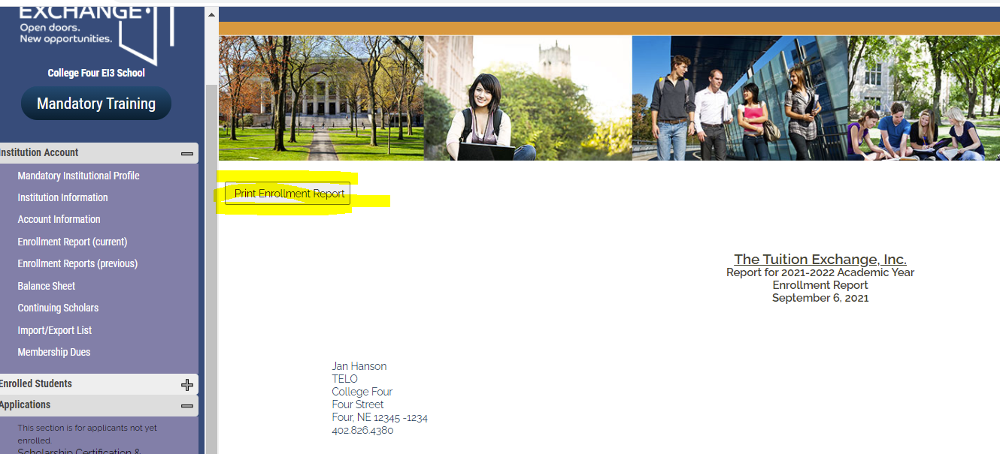 EXCHANGE
Open doors.
New opportunities.
College Four EI3 School
Mandatory Training
Institution Account
Mandatory Institutional Profile
Institution Information
Account Information
Enrollment Report (current)
Enrollment Reports (previous)
Balance Sheet
Continuing Scholars
Import/Export List
Membership Dues
Enrolled Students
Applications
This section is for applicants not yet
enrolled.
Scholarship Certification &
Print Enrollment Report
The Tuition Exchange, Inc.
Report for 2021-2022 Academic Year
Enrollment Report
September 6, 2021
Jan Hanson
TELO
College Four
Four Street
Four, NE 12345 -1234
402.826.4380